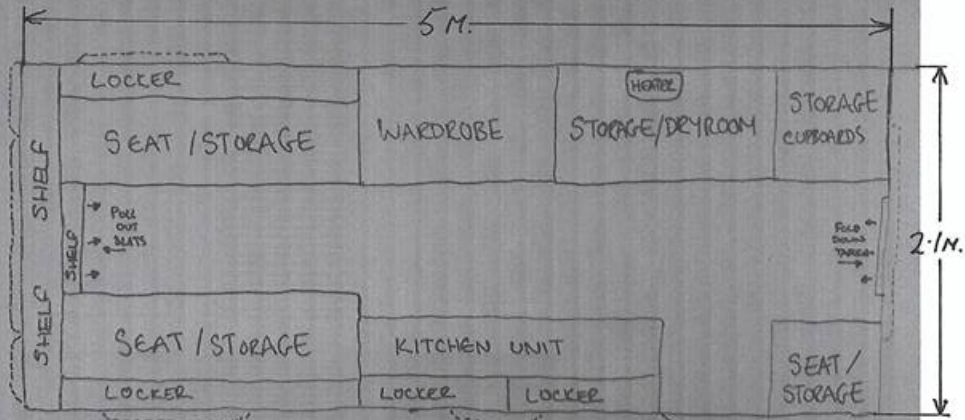 5 M.
LOCKER
HEATER
STORAGE
CUPBOARDS
SEAT / STORAGE
WARDROBE
STORAGE/DRYROOM
SHELF
SHELF
SHELF
PULL
OUT
SLATS
FOLD
DOWN
2.1M.
SEAT / STORAGE
KITCHEN UNIT
SEAT /
STORAGE
LOCKER
LOCKER
LOCKER